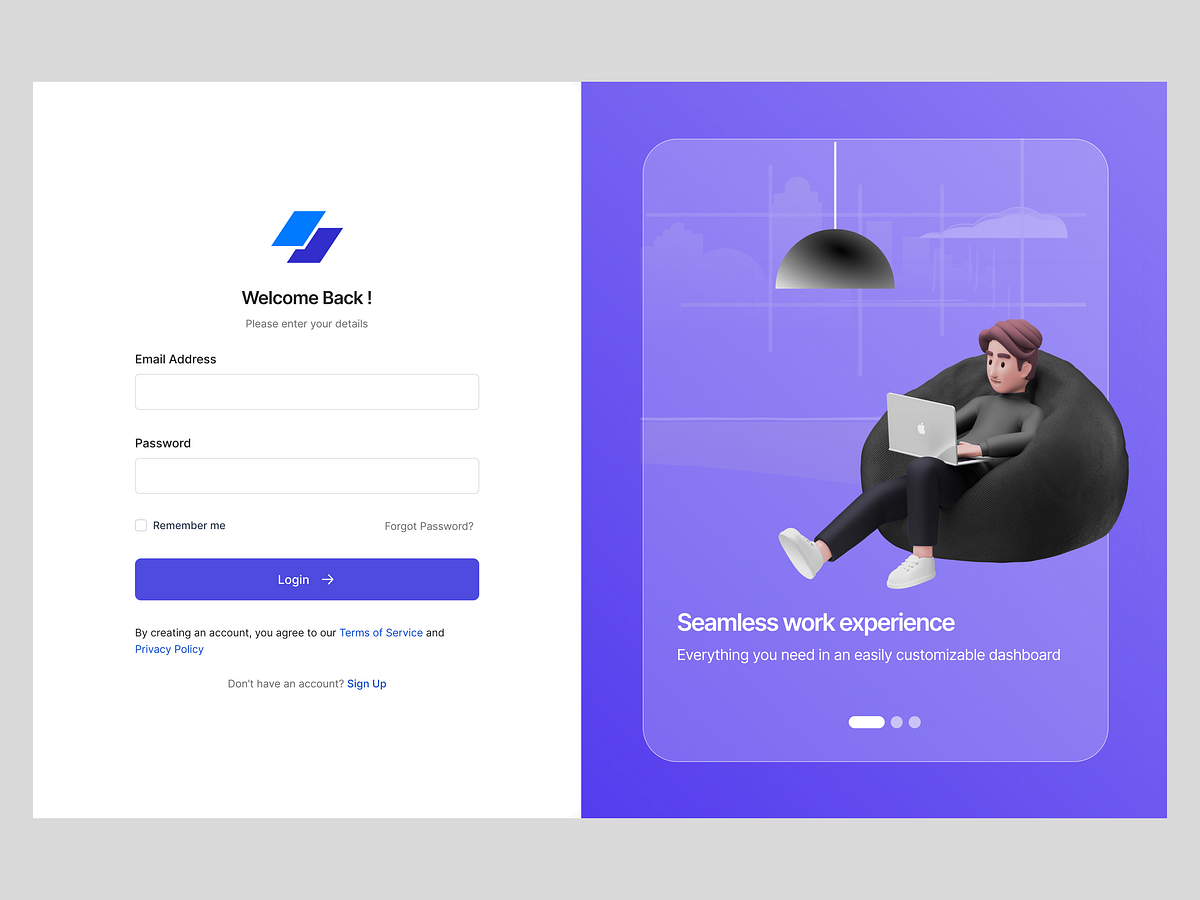 Welcome Back !
Please enter your details
Email Address
Password
Remember me
Forgot Password?
Login
By creating an account, you agree to our Terms of Service and
Privacy Policy
Don't have an account? Sign Up
Seamless work experience
Everything you need in an easily customizable dashboard